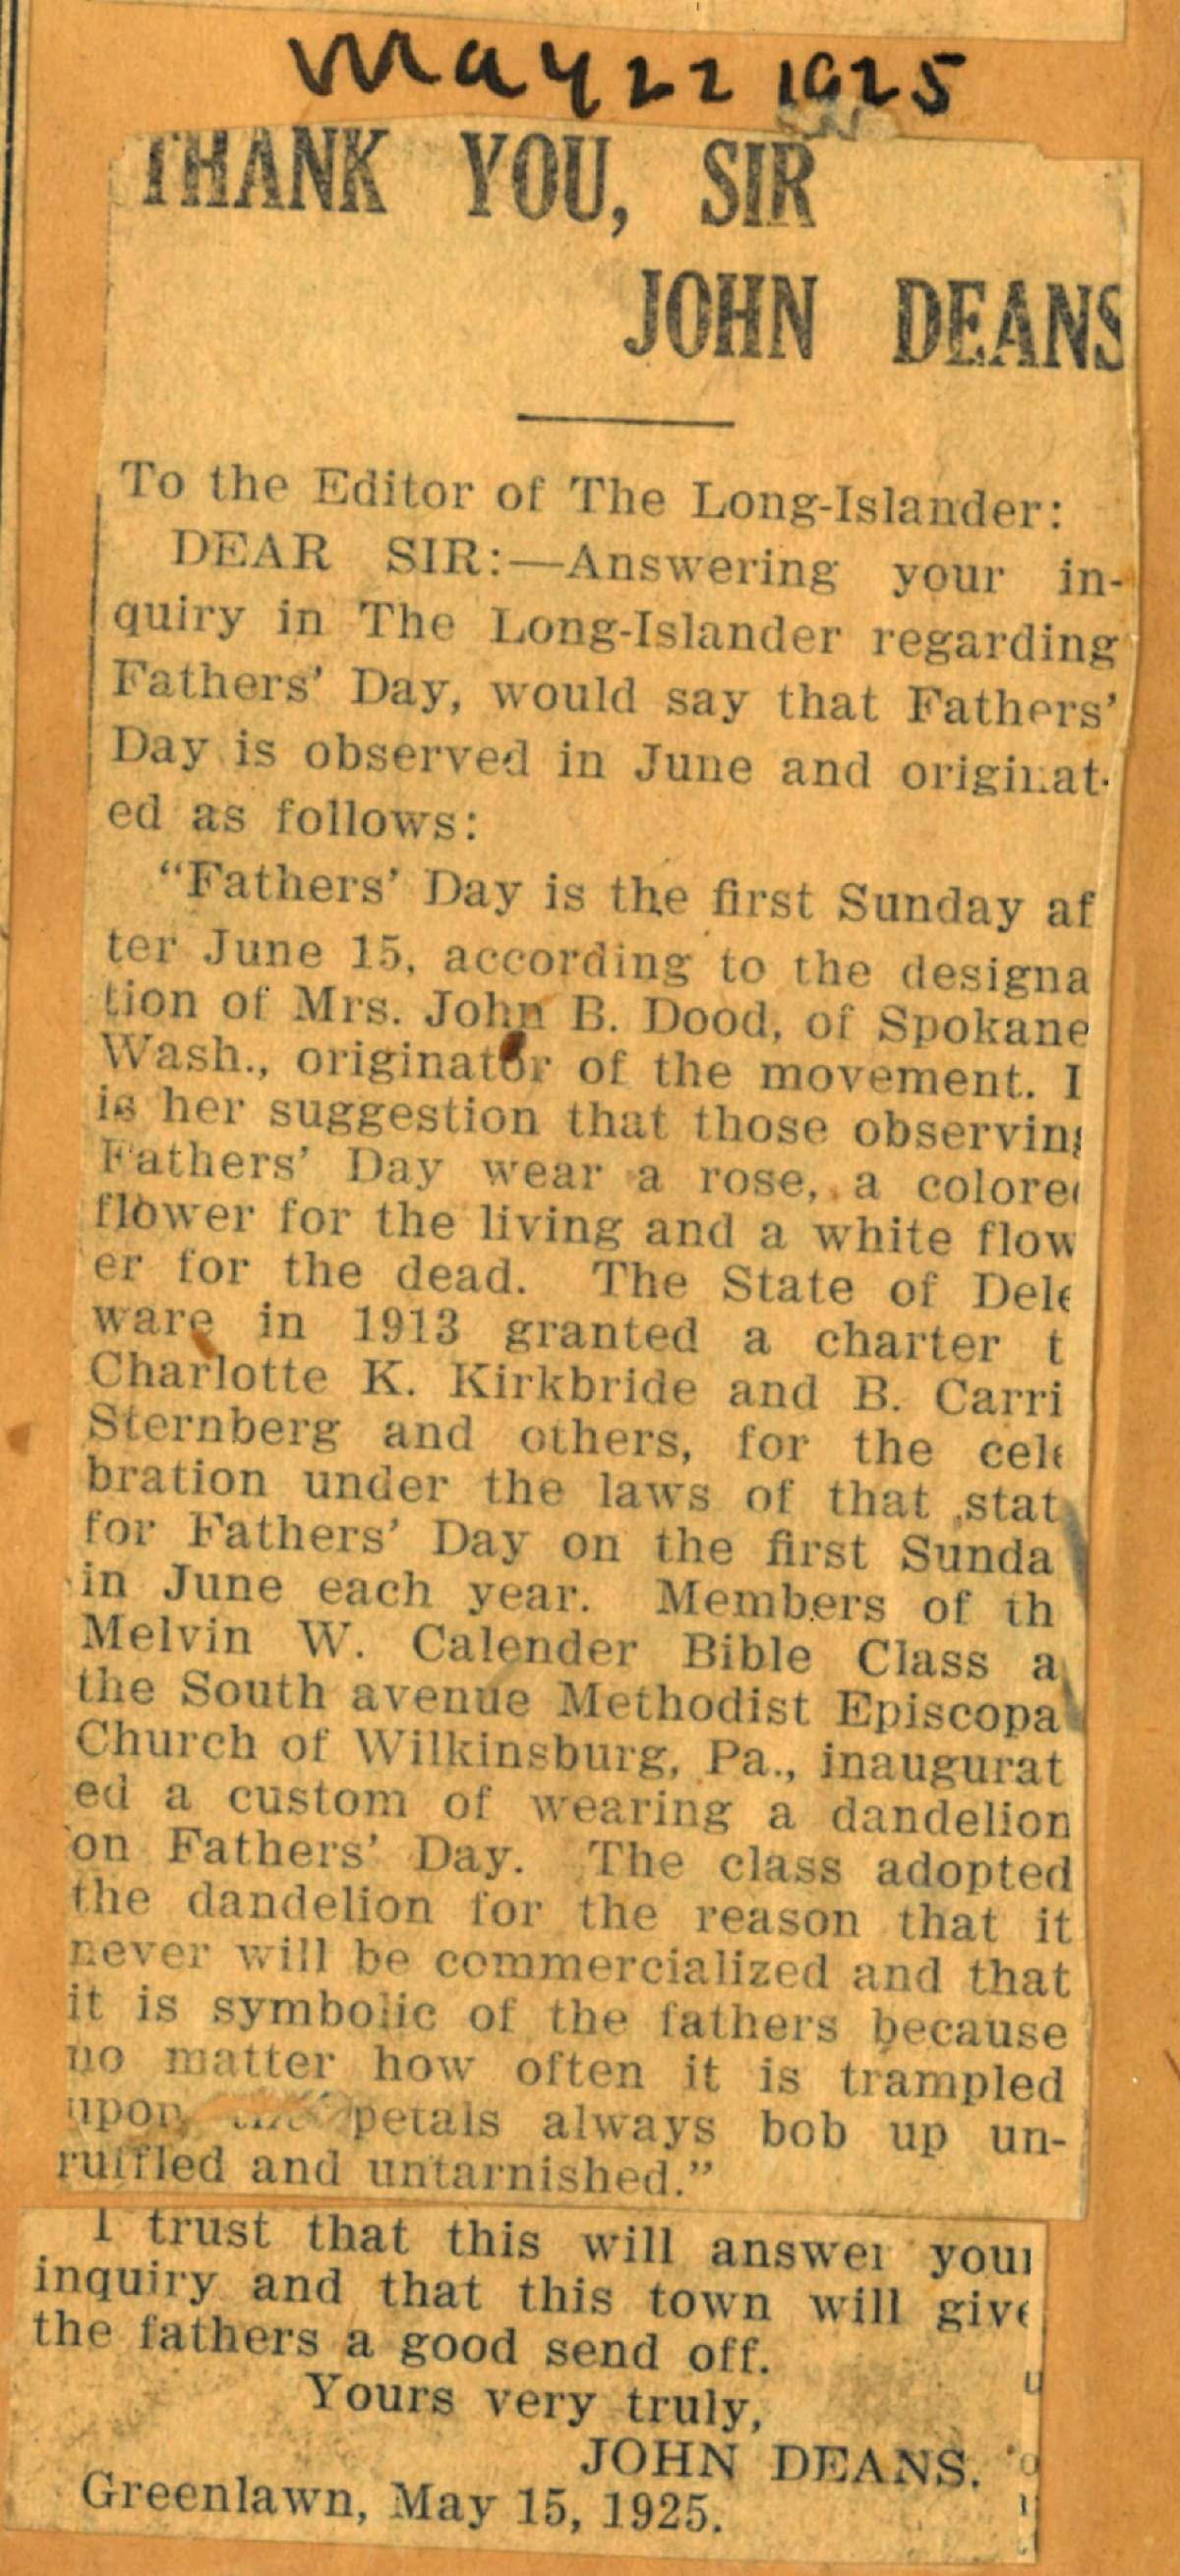 May 22 1925
THANK YOU, SIR
JOHN DEANS
To the Editor of The Long-Islander:
DEAR SIR:—Answering your in-
quiry in The Long-Islander regarding
Fathers' Day, would say that Fathers'
Day is observed in June and originat-
ed as follows:
"Fathers' Day is the first Sunday af
ter June 15, according to the designa
tion of Mrs. John B. Dood, of Spokane
Wash., originator of the movement. I
is her suggestion that those observing
Fathers' Day wear a rose, a colored
flower for the living and a white flow
er for the dead. The State of Dele
ware in 1913 granted a charter t
Charlotte K. Kirkbride and B. Carri
Sternberg and others, for the cele
bration under the laws of that stat
for Fathers' Day on the first Sunda
in June each year. Members of th
Melvin W. Calender Bible Class a
the South avenue Methodist Episcopa
Church of Wilkinsburg, Pa., inaugurat
ed a custom of wearing a dandelion
on Fathers' Day. The class adopted
the dandelion for the reason that it
never will be commercialized and that
it is symbolic of the fathers because
no matter how often it is trampled
upon the petals always bob up un-
ruffled and untarnished."
I trust that this will answer your
inquiry and that this town will give
the fathers a good send off.
Yours very truly,
JOHN DEANS.
Greenlawn, May 15, 1925.